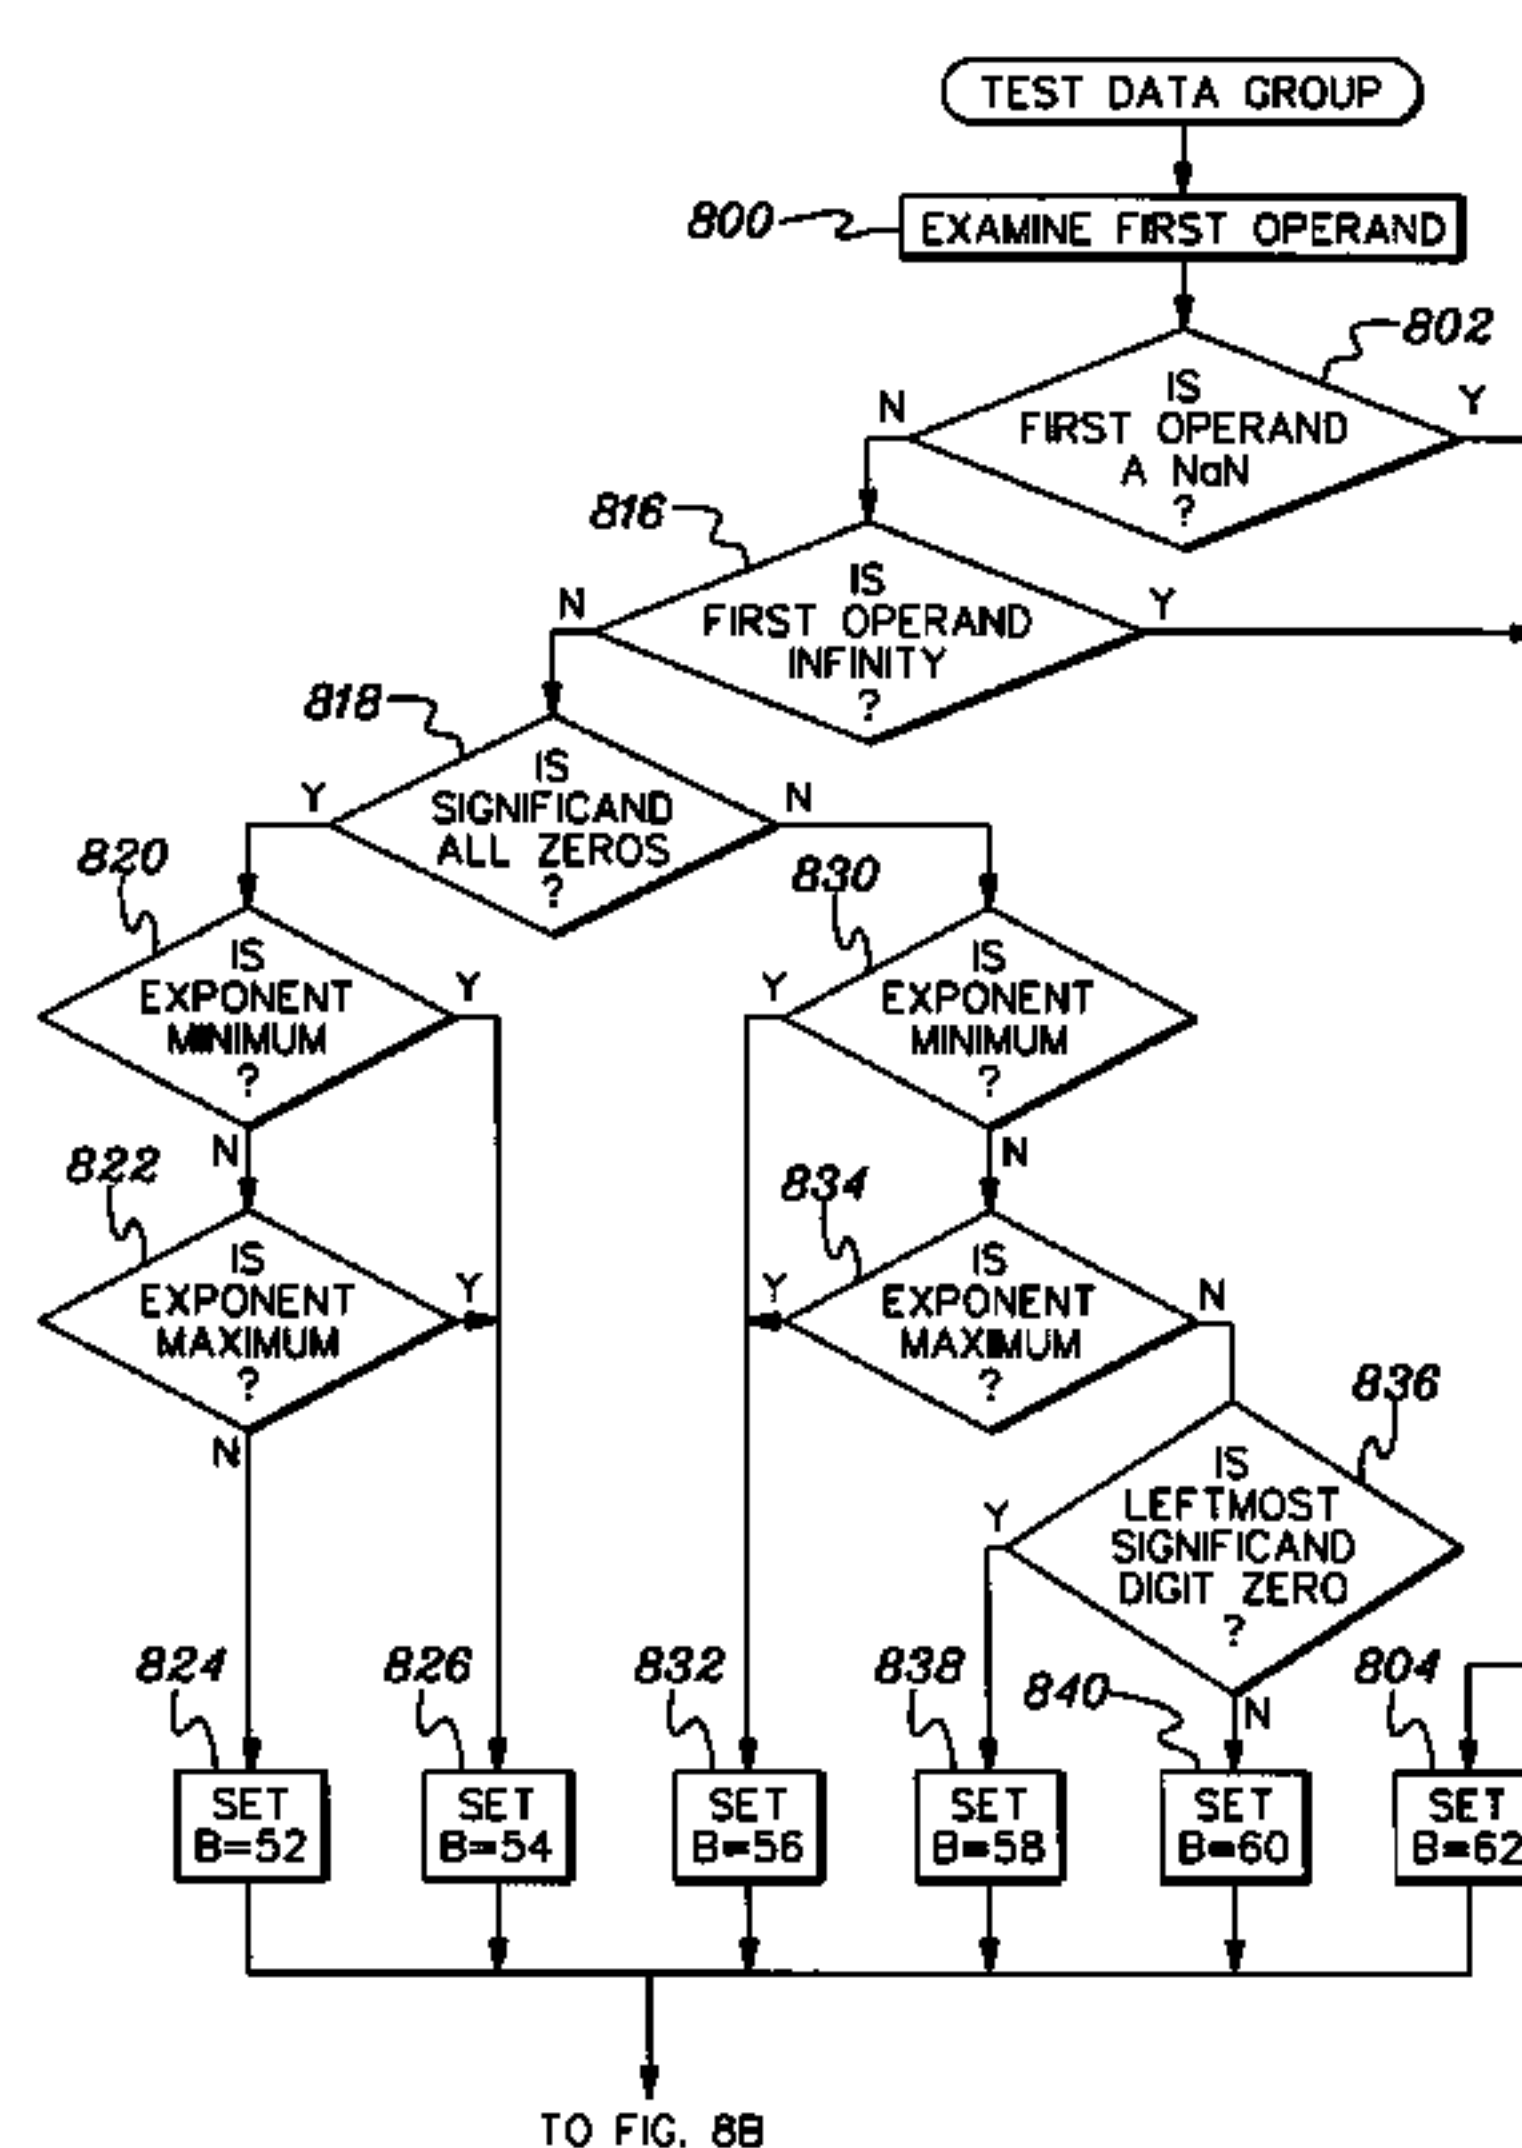 TEST DATA GROUP
800
EXAMINE FIRST OPERAND
802
IS
FIRST OPERAND
A NaN
?
N
Y
816
IS
FIRST OPERAND
INFINITY
?
N
Y
818
IS
SIGNIFICAND
ALL ZEROS
?
Y
N
820
IS
EXPONENT
MINIMUM
?
Y
N
830
IS
EXPONENT
MINIMUM
?
Y
N
822
IS
EXPONENT
MAXIMUM
?
Y
N
834
IS
EXPONENT
MAXIMUM
?
Y
N
836
IS
LEFTMOST
SIGNIFICAND
DIGIT ZERO
?
Y
N
824
SET
B=52
826
SET
B=54
832
SET
B=56
838
SET
B=58
840
SET
B=60
804
SET
B=62
TO FIG. 8B